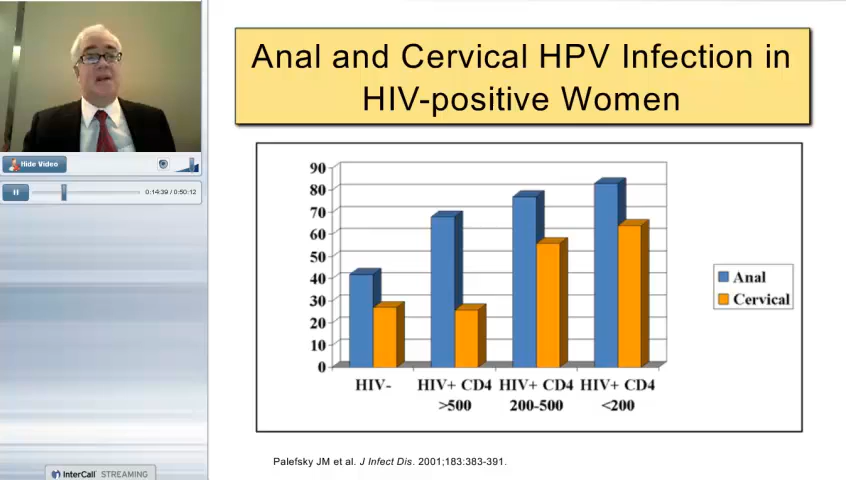 Anal and Cervical HPV Infection in
HIV-positive Women
Hide Video
0:14:39 / 0:50:12
90
80
70
60
50
40
30
20
10
0
HIV- HIV+ CD4 HIV+ CD4 HIV+ CD4
>500 200-500 <200
Anal
Cervical
Palefsky JM et al. J Infect Dis. 2001;183:383-391.
InterCall STREAMING